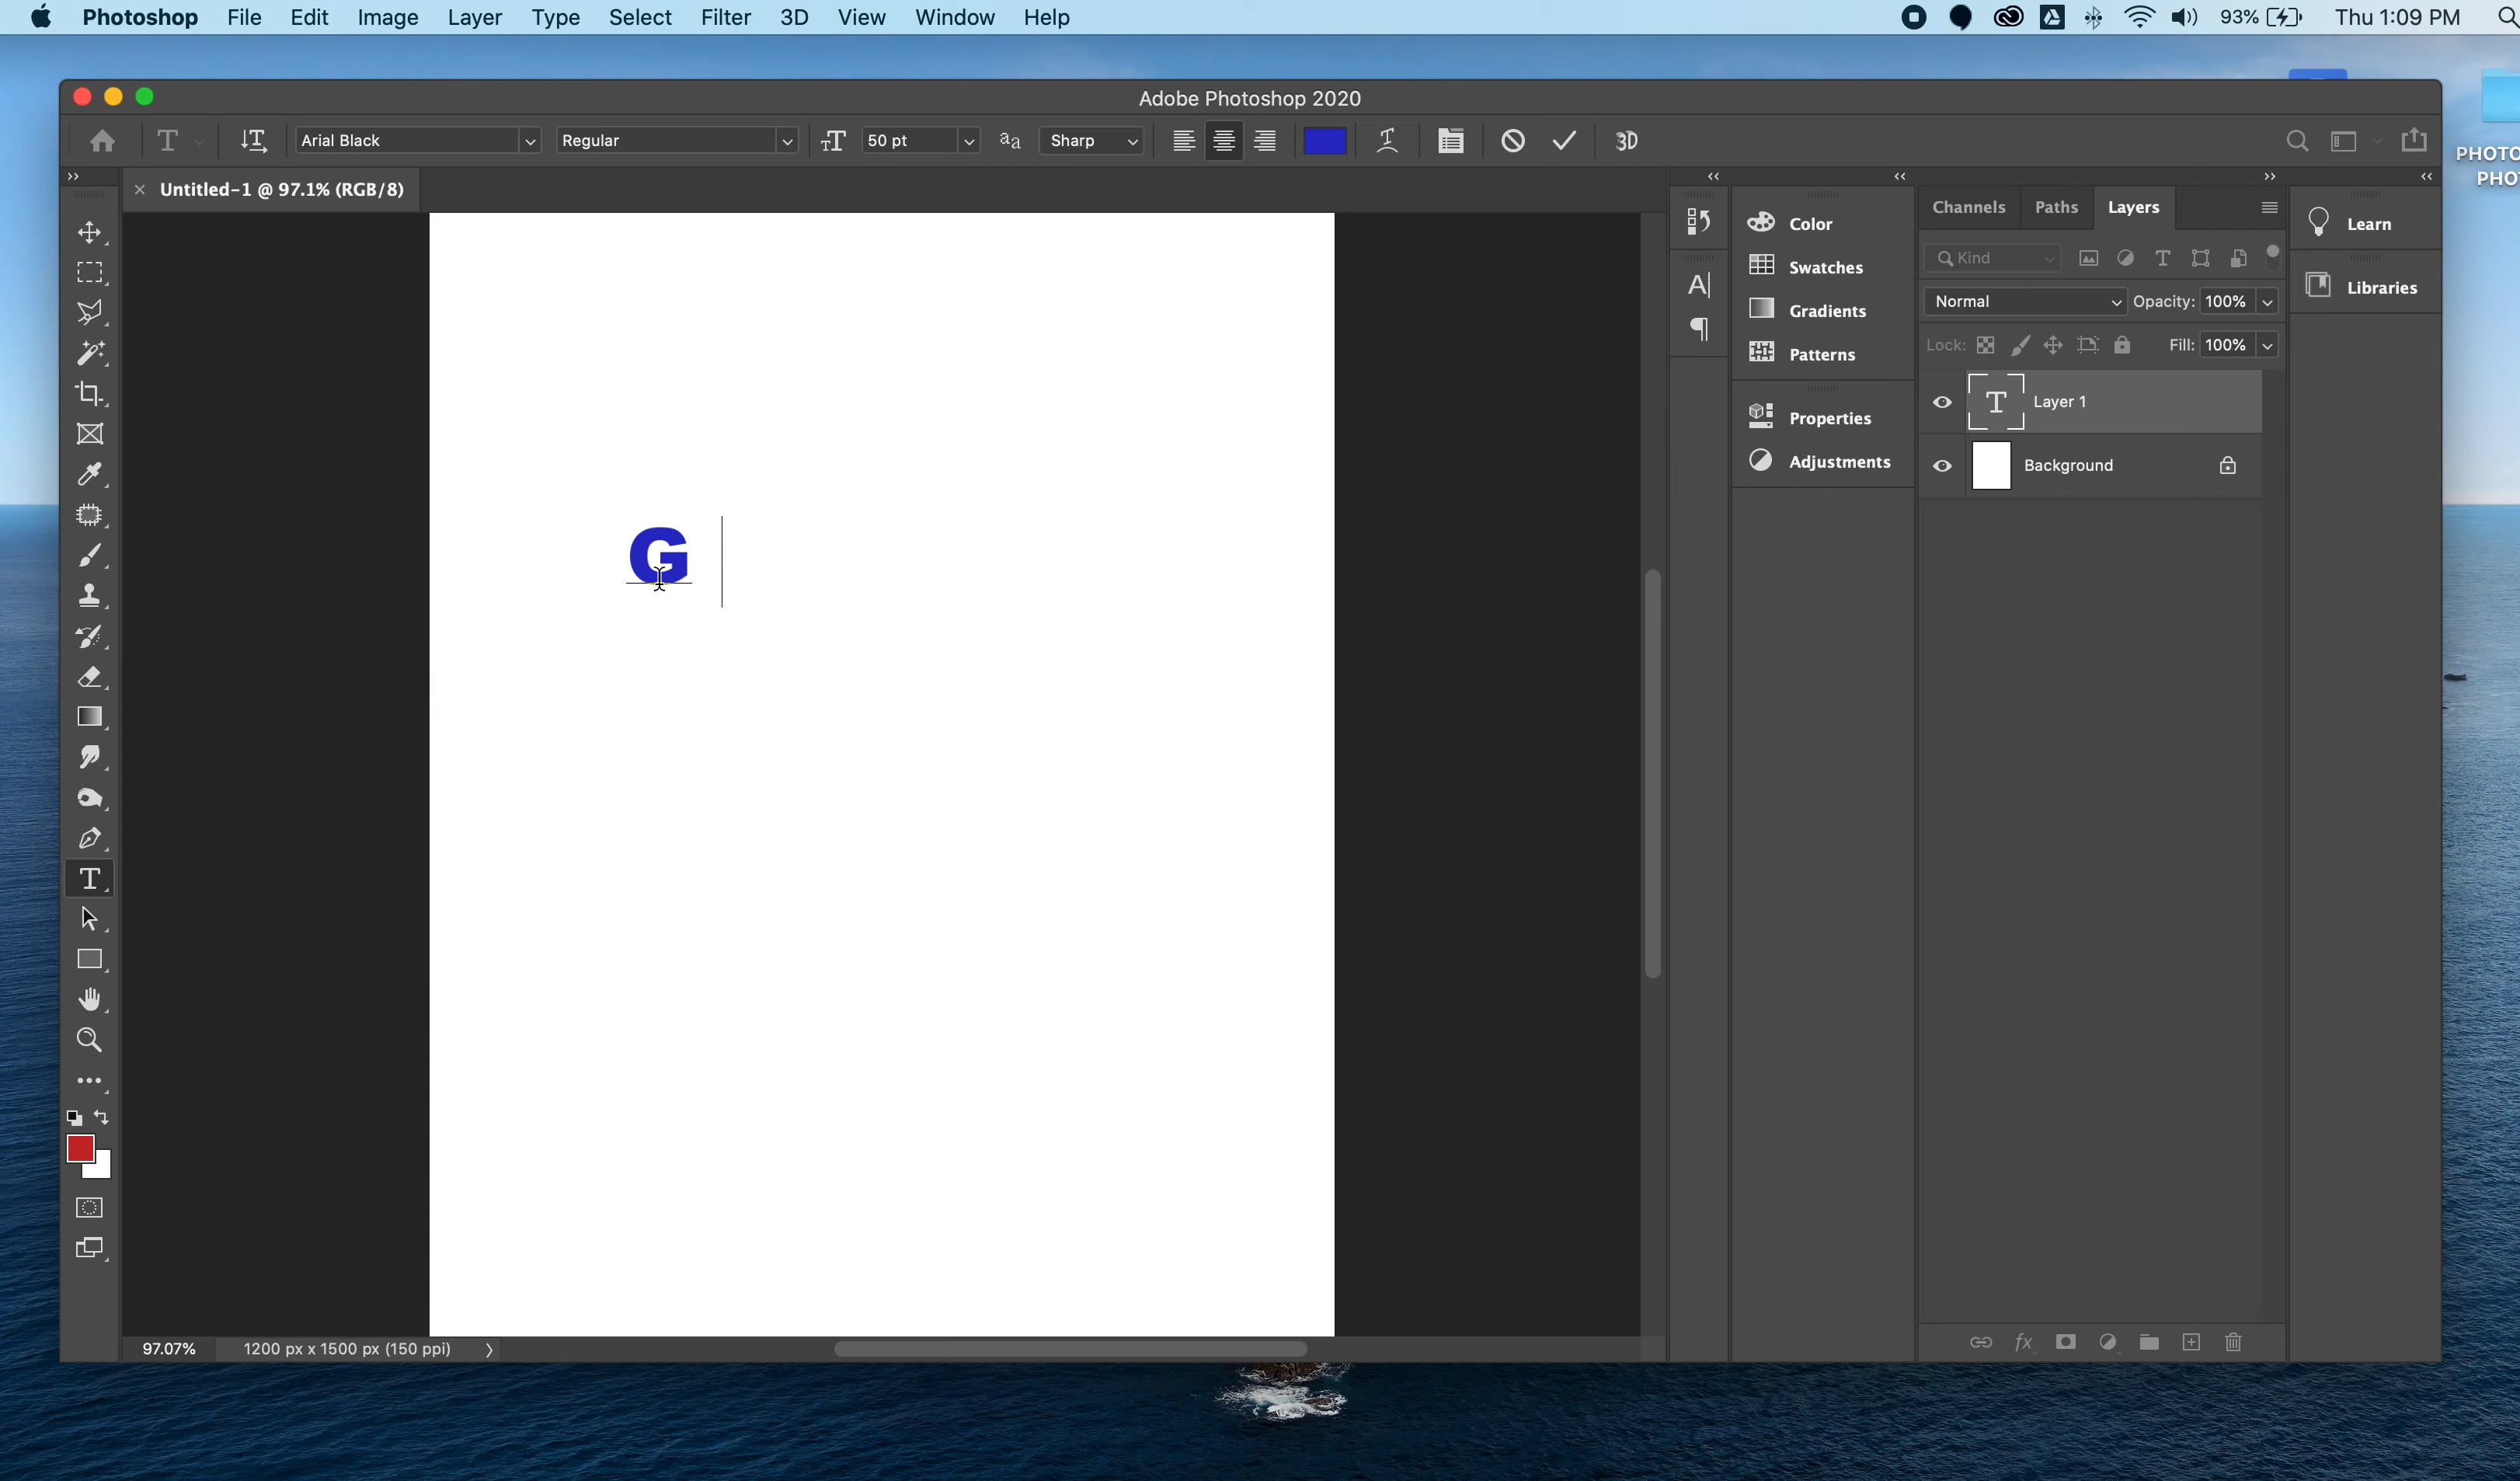 Photoshop File Edit Image Layer Type Select Filter 3D View Window Help 93% Thu 1:09 PM
Adobe Photoshop 2020
Arial Black Regular 50 pt Sharp 3D
Untitled-1 @ 97.1% (RGB/8)
Channels Paths Layers
Color
Swatches
Gradients
Patterns
Properties
Adjustments
Kind
Normal Opacity: 100%
Lock: Fill: 100%
Layer 1
Background
Learn
Libraries
G
97.07% 1200 px x 1500 px (150 ppi)